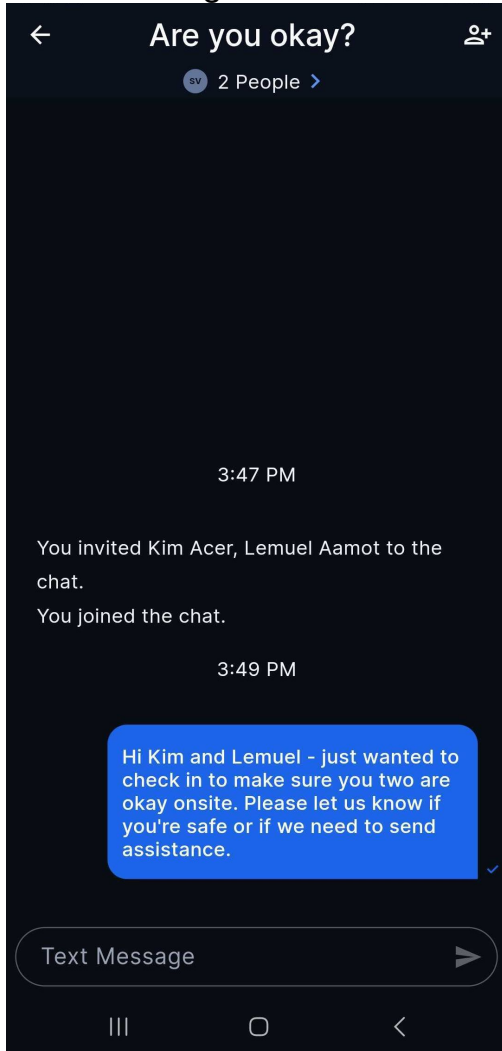 Are you okay?
SV 2 People
3:47 PM
You invited Kim Acer, Lemuel Aamot to the
chat.
You joined the chat.
3:49 PM
Hi Kim and Lemuel - just wanted to
check in to make sure you two are
okay onsite. Please let us know if
you're safe or if we need to send
assistance.
Text Message